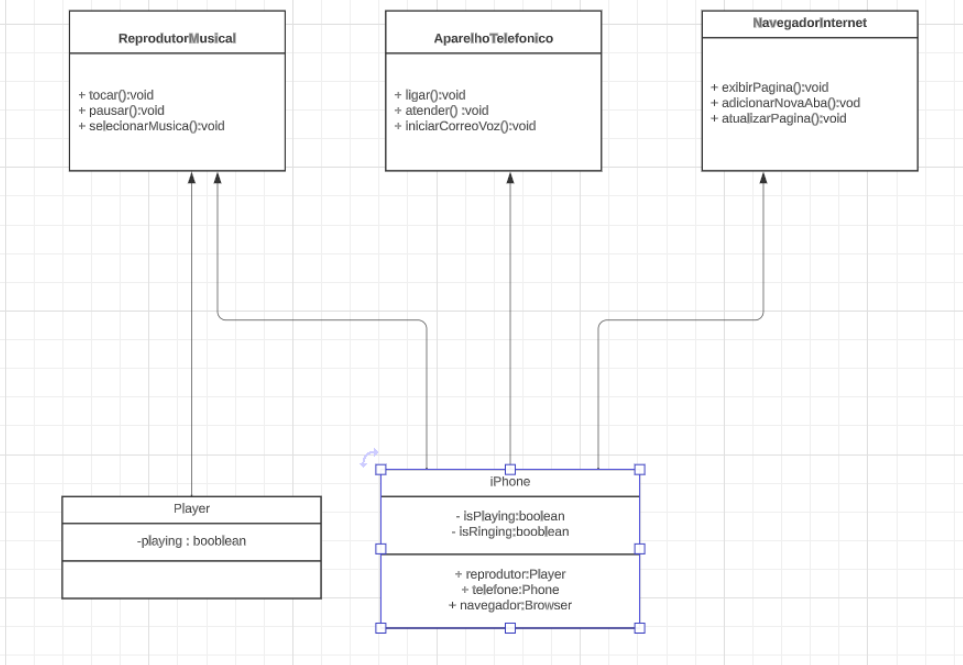 ReprodutorMusical
+ tocar():void
+ pausar():void
+ selecionarMusica():void
AparelhoTelefonico
+ ligar():void
+ atender() :void
+ iniciarCorreoVoz():void
NavegadorInternet
+ exibirPagina():void
+ adicionarNovaAba():vod
+ atualizarPagina():void
Player
-playing : booblean
iPhone
- isPlaying:boolean
- isRinging:booblean
+ reprodutor:Player
+ telefone:Phone
+ navegador:Browser